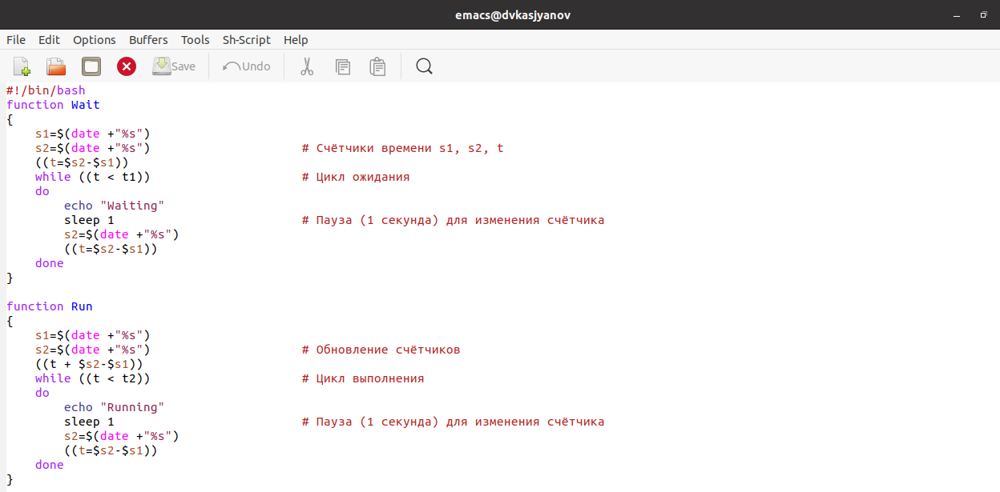 emacs@dvkasjyanov
File Edit Options Buffers Tools Sh-Script Help
Save Undo
#!/bin/bash
function Wait
{
    s1=$(date +"%s")
    s2=$(date +"%s")                     # Счётчики времени s1, s2, t
    ((t=$s2-$s1))
    while ((t < t1))                     # Цикл ожидания
    do
        echo "Waiting"
        sleep 1                          # Пауза (1 секунда) для изменения счётчика
        s2=$(date +"%s")
        ((t=$s2-$s1))
    done
}

function Run
{
    s1=$(date +"%s")
    s2=$(date +"%s")                     # Обновление счётчиков
    ((t + $s2-$s1))
    while ((t < t2))                     # Цикл выполнения
    do
        echo "Running"
        sleep 1                          # Пауза (1 секунда) для изменения счётчика
        s2=$(date +"%s")
        ((t=$s2-$s1))
    done
}